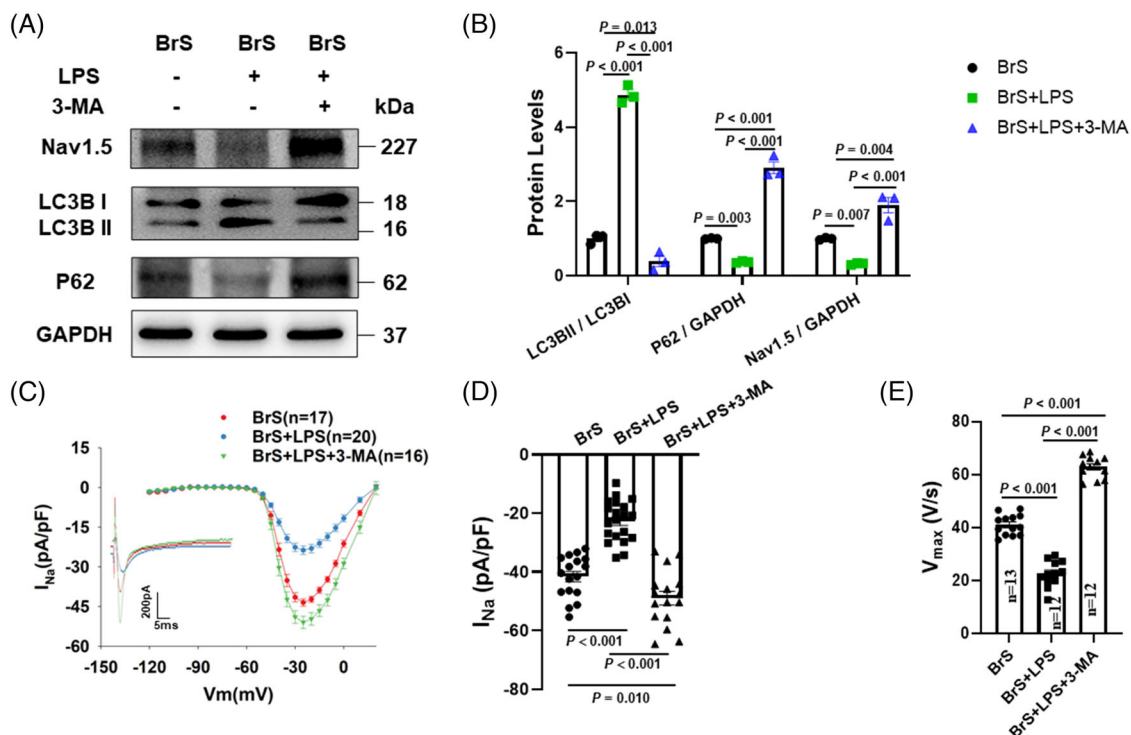 (A)
BrS BrS BrS
LPS - + +
3-MA - - + kDa
Nav1.5 227
LC3B I 18
LC3B II 16
P62 62
GAPDH 37
(B)
Protein Levels
6
4
2
0
P = 0.013
P < 0.001
P < 0.001
P < 0.001
P < 0.001
P = 0.003
P = 0.004
P < 0.001
P = 0.007
LC3BII / LC3BI
P62 / GAPDH
Nav1.5 / GAPDH
BrS
BrS+LPS
BrS+LPS+3-MA
(C)
BrS(n=17)
BrS+LPS(n=20)
BrS+LPS+3-MA(n=16)
INa(pA/pF)
15
0
-15
-30
-45
-60
200pA
5ms
-150 -120 -90 -60 -30 0
Vm(mV)
(D)
BrS
BrS+LPS
BrS+LPS+3-MA
INa (pA/pF)
0
-20
-40
-60
-80
P < 0.001
P < 0.001
P = 0.010
(E)
Vmax (V/s)
80
60
40
20
0
P < 0.001
P < 0.001
P < 0.001
n=13
n=12
n=12
BrS
BrS+LPS
BrS+LPS+3-MA